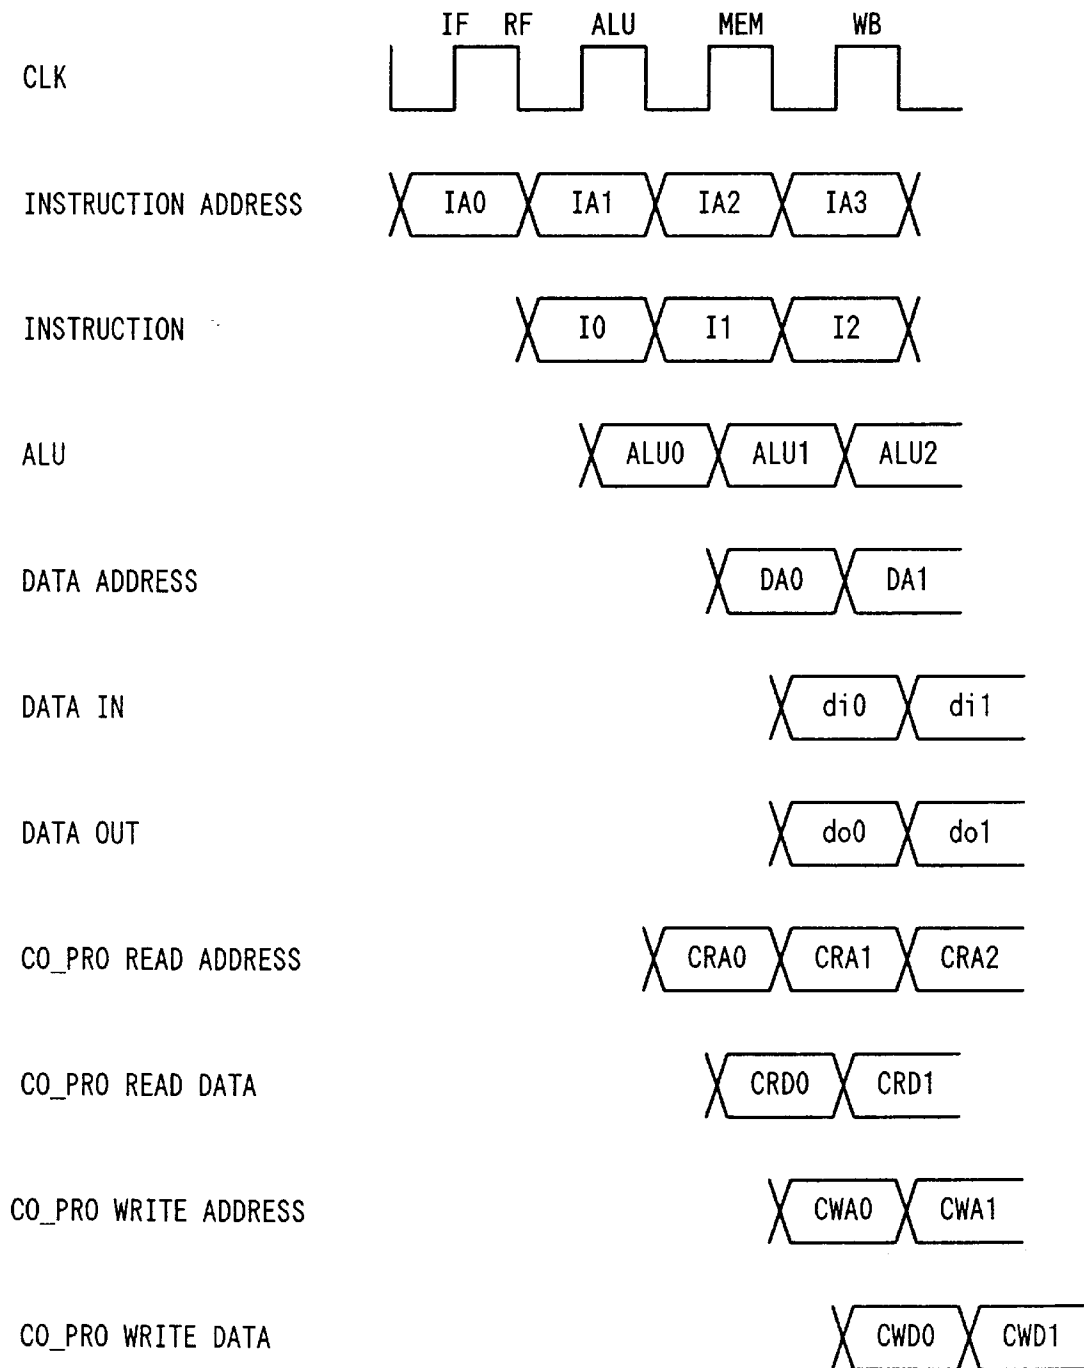 IF RF ALU MEM WB
CLK
INSTRUCTION ADDRESS IA0 IA1 IA2 IA3
INSTRUCTION I0 I1 I2
ALU ALU0 ALU1 ALU2
DATA ADDRESS DA0 DA1
DATA IN di0 di1
DATA OUT do0 do1
CO_PRO READ ADDRESS CRA0 CRA1 CRA2
CO_PRO READ DATA CRD0 CRD1
CO_PRO WRITE ADDRESS CWA0 CWA1
CO_PRO WRITE DATA CWD0 CWD1